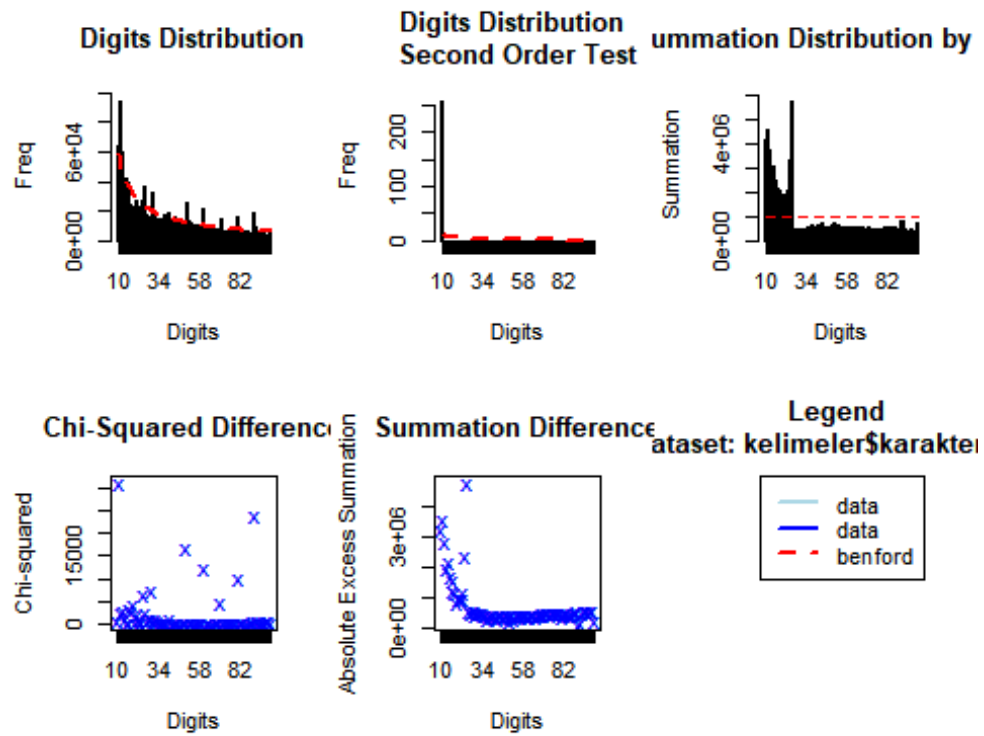 Digits Distribution
Freq
0e+00 6e+04
10 34 58 82
Digits
Digits Distribution
Second Order Test
Freq
0 100 200
10 34 58 82
Digits
ummation Distribution by
Summation
0e+00 4e+06
10 34 58 82
Digits
Chi-Squared Difference
Chi-squared
0 15000
10 34 58 82
Digits
Summation Difference
Absolute Excess Summation
0e+00 3e+06
10 34 58 82
Digits
Legend
ataset: kelimeler$karakter
data
data
benford